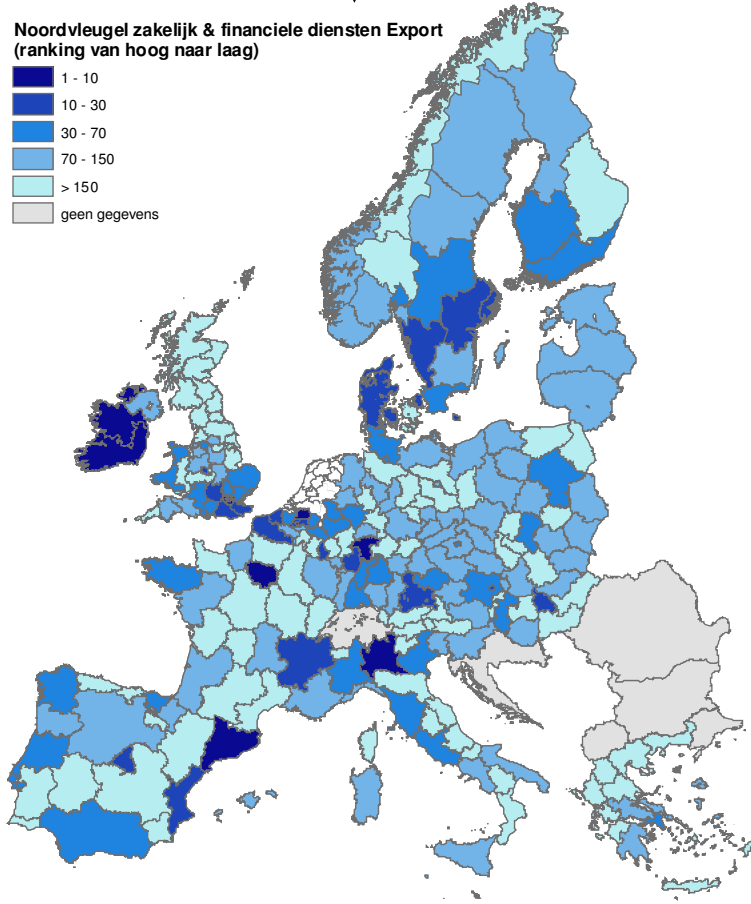 Noordvleugel zakelijk & financiele diensten Export
(ranking van hoog naar laag)
1 - 10
10 - 30
30 - 70
70 - 150
> 150
geen gegevens